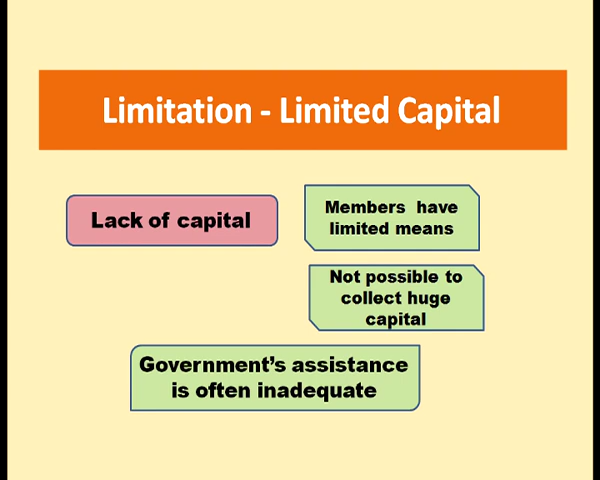 Limitation - Limited Capital
Lack of capital
Members have
limited means
Not possible to
collect huge
capital
Government's assistance
is often inadequate